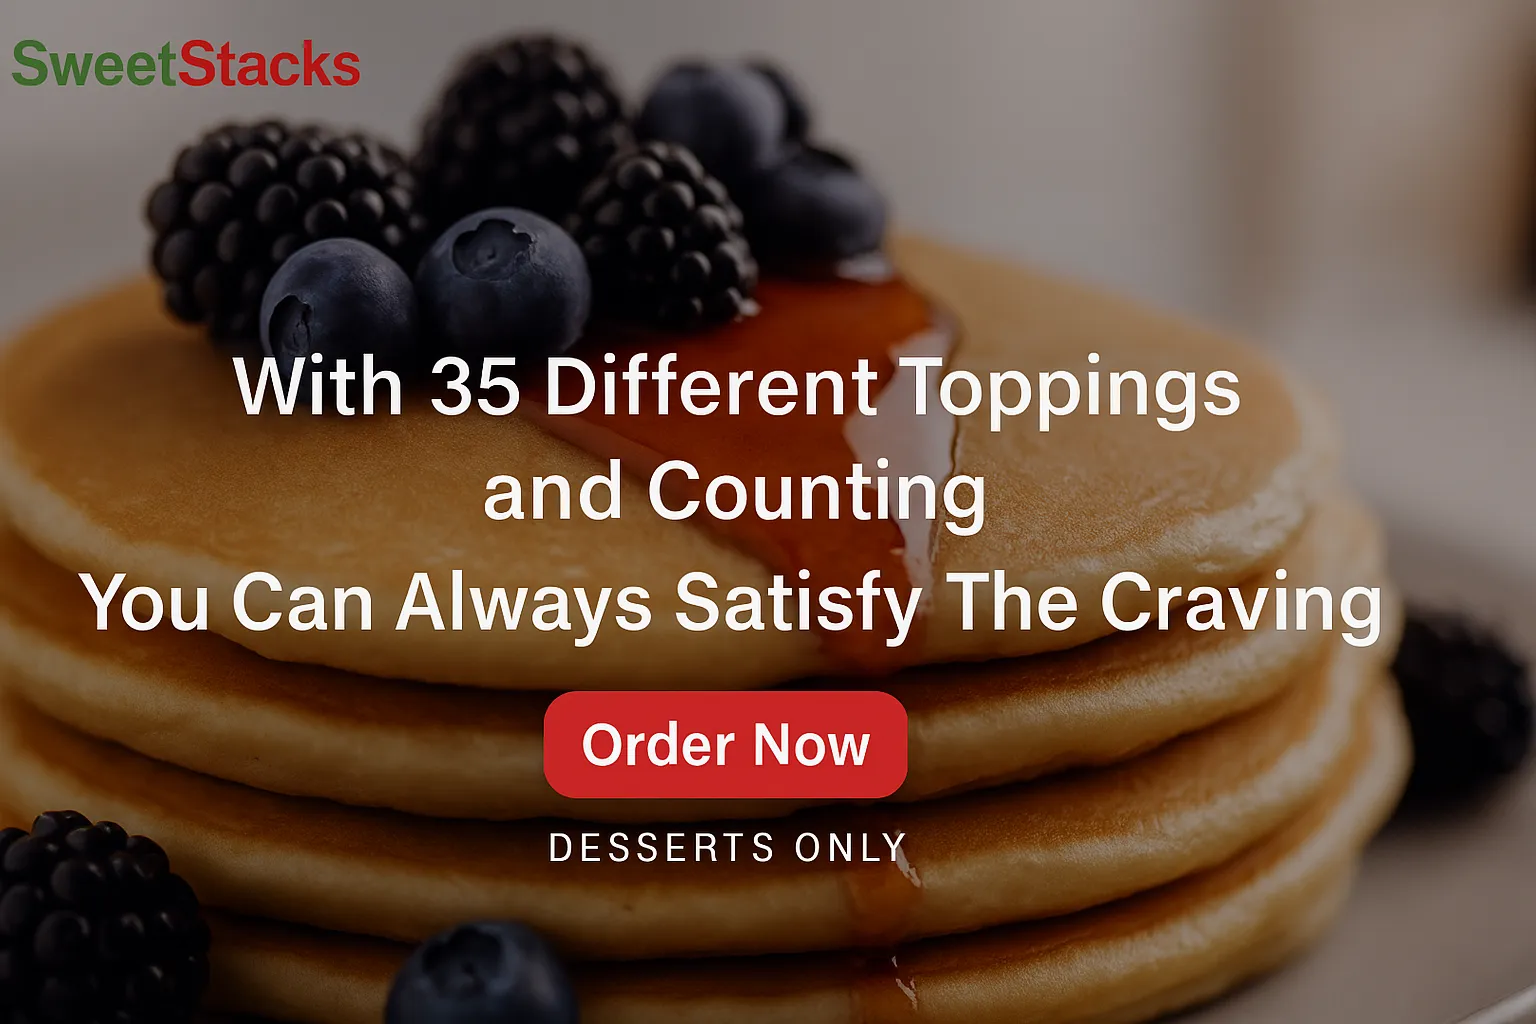 SweetStacks
With 35 Different Toppings
and Counting
You Can Always Satisfy The Craving
Order Now
DESSERTS ONLY